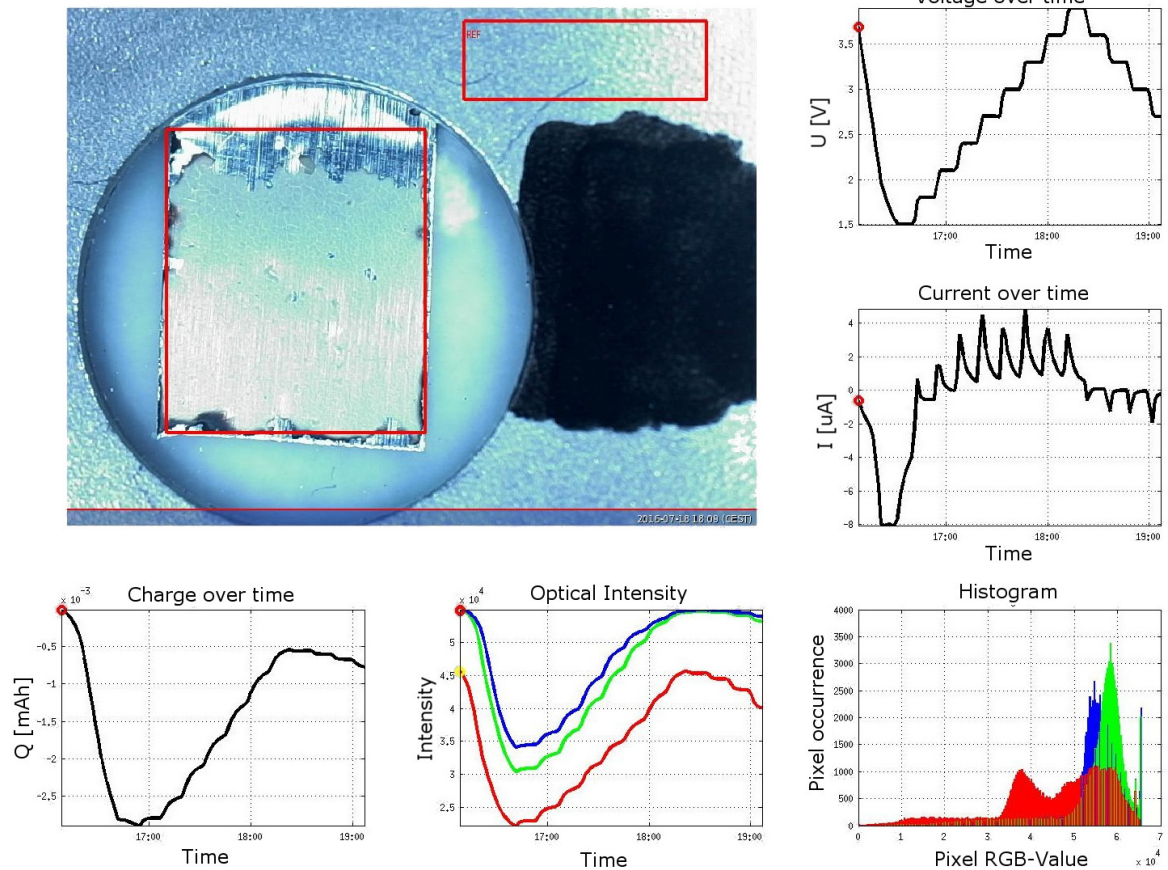 REF
2016-07-18 18:09 (CEST)
Voltage over time
U [V]
3.5
3
2.5
2
1.5
17:00
18:00
19:00
Time
Current over time
I [uA]
4
2
0
-2
-4
-6
-8
17:00
18:00
19:00
Time
Charge over time
x 10
-3
Q [mAh]
-0.5
-1
-1.5
-2
-2.5
17:00
18:00
19:00
Time
Optical Intensity
x 10
4
Intensity
5.5
5
4.5
4
3.5
3
2.5
17:00
18:00
19:00
Time
Histogram
Pixel occurrence
4000
3500
3000
2500
2000
1500
1000
500
0
0
1
2
3
4
5
6
7
x 10
4
Pixel RGB-Value